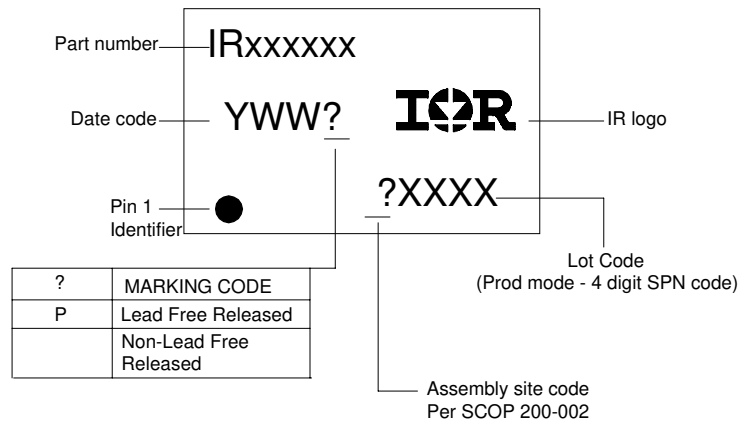 Part number
IRxxxxxx
Date code
YWW?
IOR
IR logo
?XXXX
Pin 1
Identifier
Lot Code
(Prod mode - 4 digit SPN code)
? MARKING CODE
P Lead Free Released
Non-Lead Free
Released
Assembly site code
Per SCOP 200-002